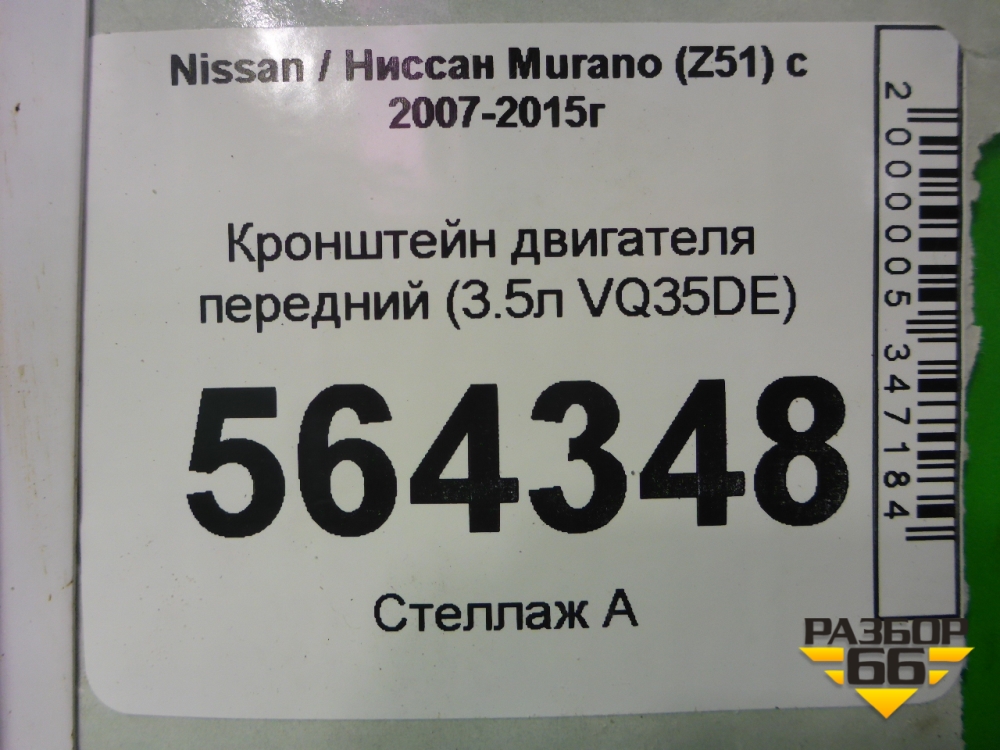 Nissan / Ниссан Murano (Z51) с
2007-2015г
Кронштейн двигателя
передний (3.5л VQ35DE)
564348
Стеллаж А
2000005347184
РАЗБОР
66